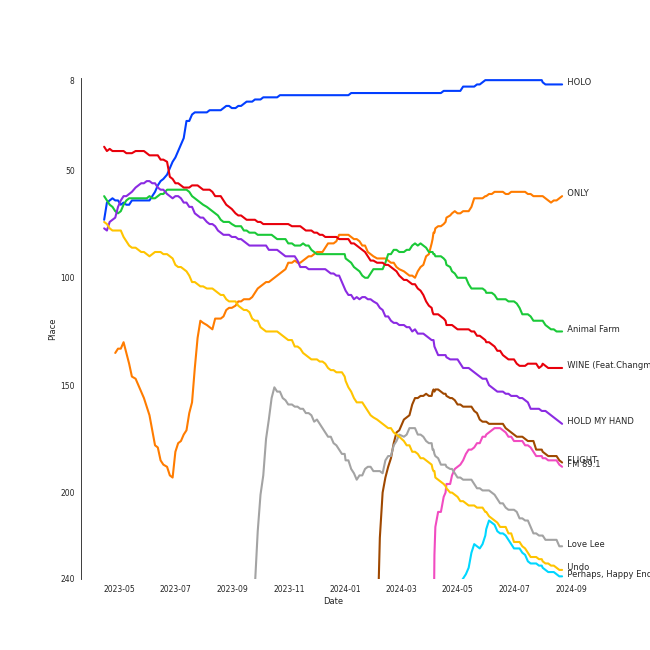 8
50
100
150
200
240
Place
2023-05
2023-07
2023-09
2023-11
2024-01
2024-03
2024-05
2024-07
2024-09
Date
HOLO
ONLY
Animal Farm
WINE (Feat.Changm
HOLD MY HAND
FLIGHT
FM 89.1
Love Lee
Undo
Perhaps, Happy End